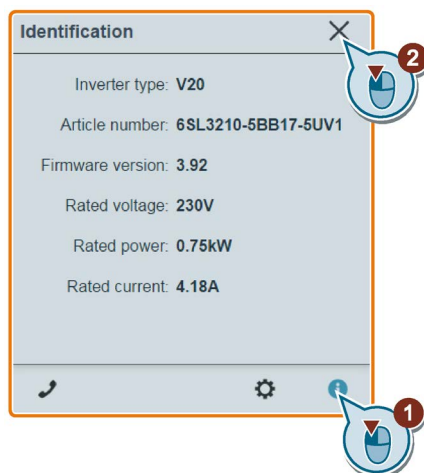 Identification
2
Inverter type: V20
Article number: 6SL3210-5BB17-5UV1
Firmware version: 3.92
Rated voltage: 230V
Rated power: 0.75kW
Rated current: 4.18A
1